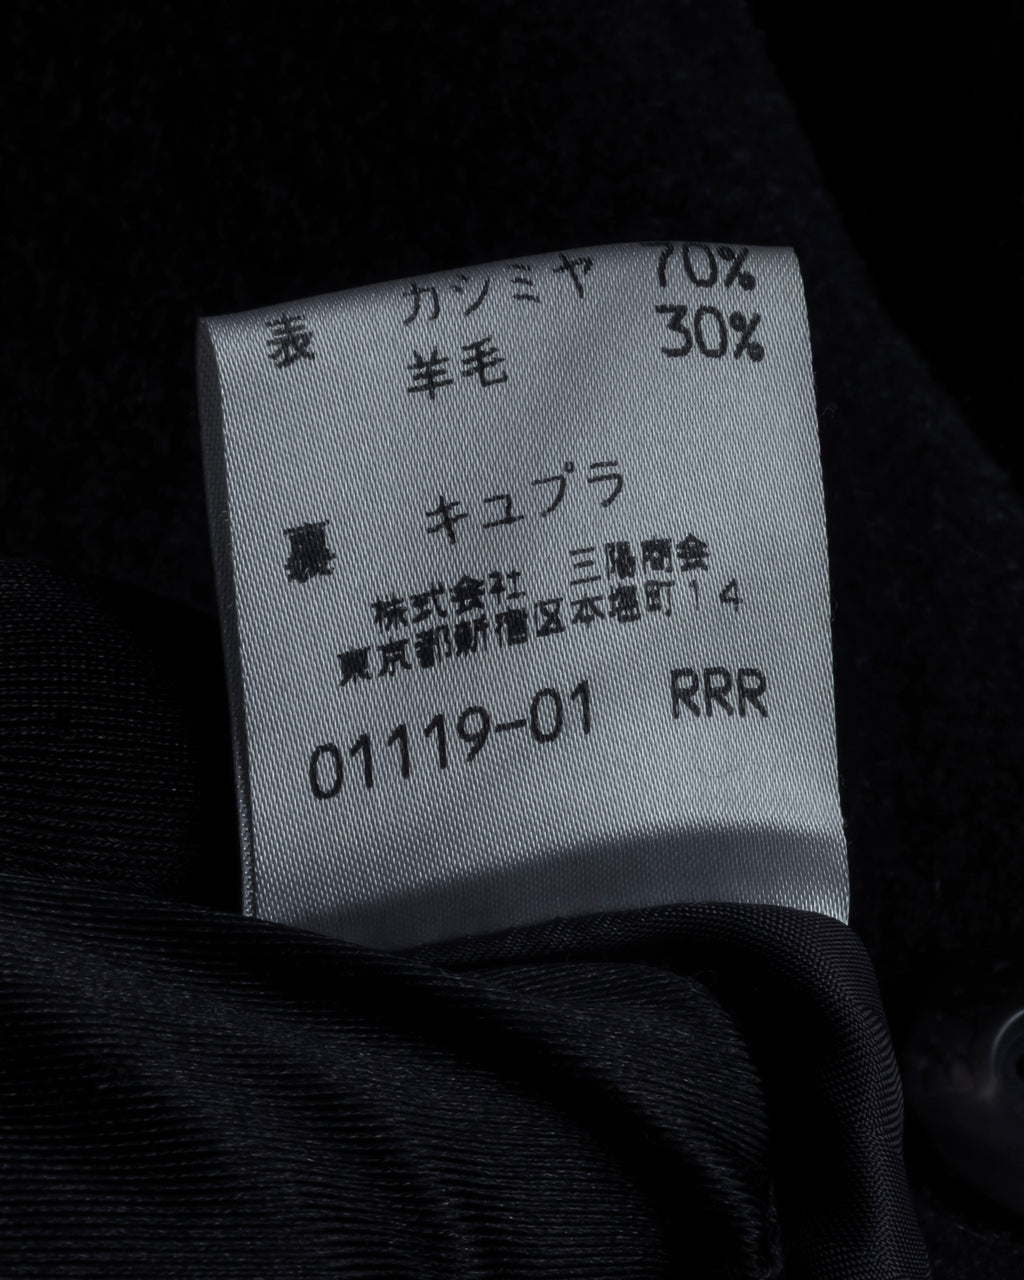 表 カシミヤ 70%
羊毛 30%
裏 キュプラ
株式会社 三陽商会
東京都新宿区本塩町14
01119-01 RRR